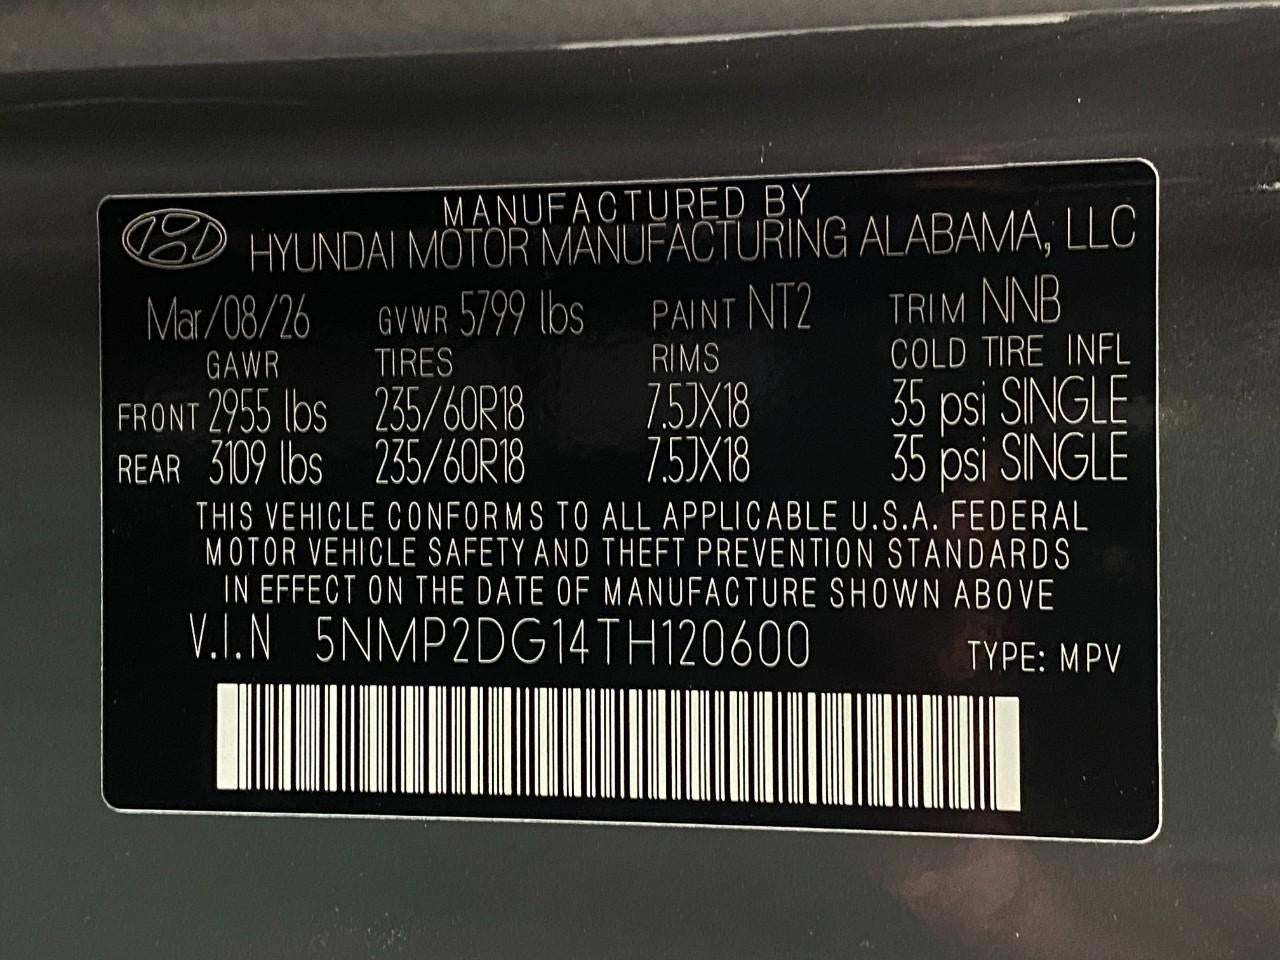 MANUFACTURED BY
HYUNDAI MOTOR MANUFACTURING ALABAMA, LLC
Mar/08/26 GVWR 5799 lbs PAINT NT2 TRIM NNB
GAWR TIRES RIMS COLD TIRE INFL
FRONT 2955 lbs 235/60R18 7.5JX18 35 psi SINGLE
REAR 3109 lbs 235/60R18 7.5JX18 35 psi SINGLE
THIS VEHICLE CONFORMS TO ALL APPLICABLE U.S.A. FEDERAL
MOTOR VEHICLE SAFETY AND THEFT PREVENTION STANDARDS
IN EFFECT ON THE DATE OF MANUFACTURE SHOWN ABOVE
V.I.N 5NMP2DG14TH120600 TYPE: MPV